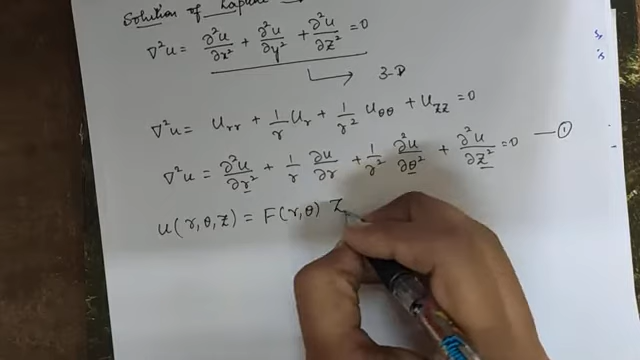 Solution of Laplace
∇²u = ∂²u/∂x² + ∂²u/∂y² + ∂²u/∂z² = 0
3-D
∇²u = u_rr + 1/r u_r + 1/r² u_θθ + u_zz = 0
∇²u = ∂²u/∂r² + 1/r ∂u/∂r + 1/r² ∂²u/∂θ² + ∂²u/∂z² = 0 — ①
u(r,θ,z) = F(r,θ) Z